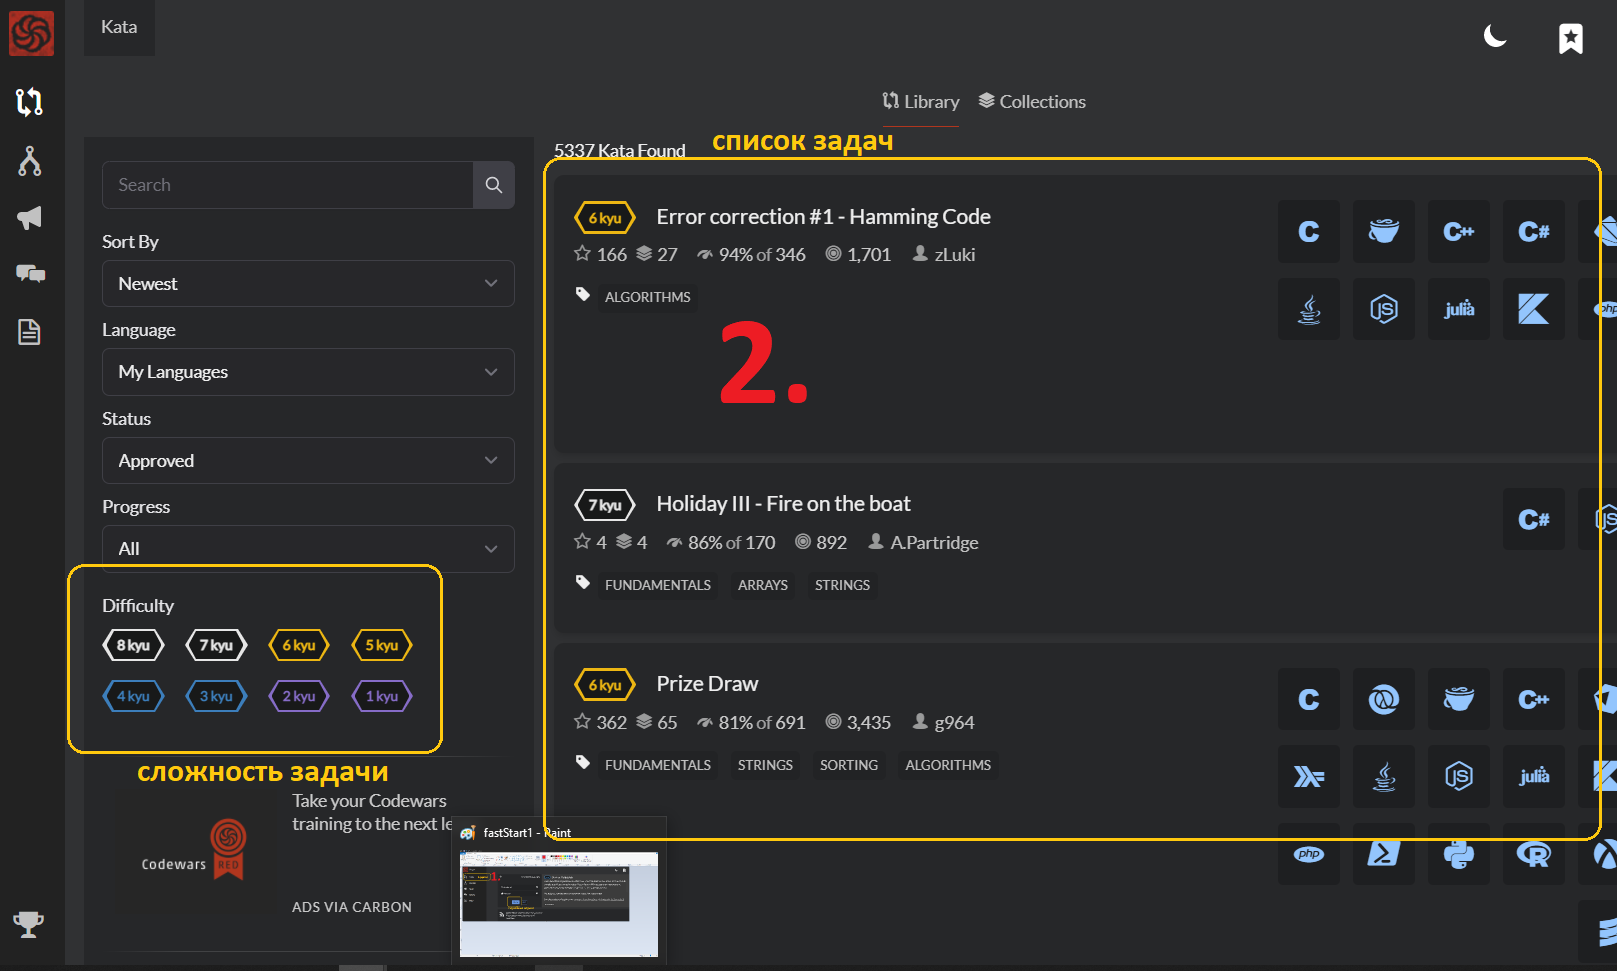 Kata
Library
Collections
5337 Kata Found
список задач
Search
Sort By
Newest
Language
My Languages
Status
Approved
Progress
All
Difficulty
8 kyu
7 kyu
6 kyu
5 kyu
4 kyu
3 kyu
2 kyu
1 kyu
сложность задачи
Take your Codewars
training to the next le
Codewars
RED
ADS VIA CARBON
6 kyu Error correction #1 - Hamming Code
166 27 94% of 346 1,701 zLuki
ALGORITHMS
C C++ C#
JS julia php
2.
7 kyu Holiday III - Fire on the boat
4 4 86% of 170 892 A.Partridge
FUNDAMENTALS ARRAYS STRINGS
C# JS
6 kyu Prize Draw
362 65 81% of 691 3,435 g964
FUNDAMENTALS STRINGS SORTING ALGORITHMS
C C++
JS julia
php R
fastStart1 - Paint